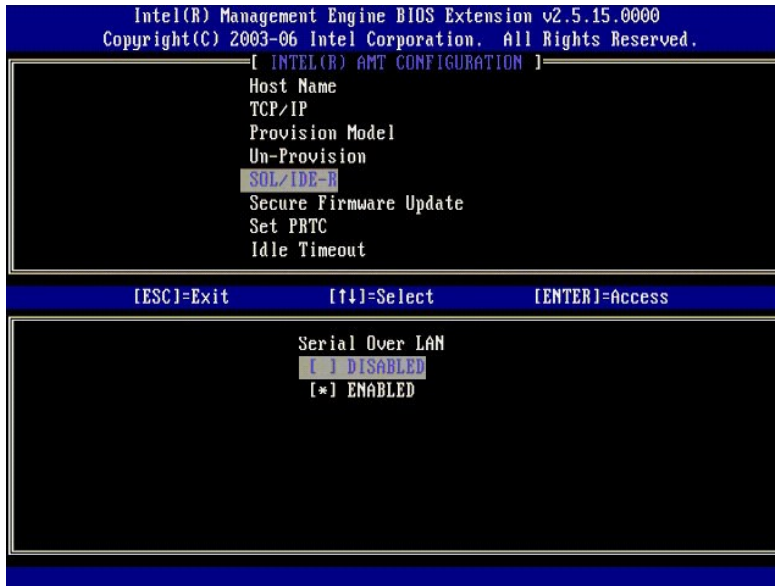 Intel(R) Management Engine BIOS Extension v2.5.15.0000
Copyright(C) 2003-06 Intel Corporation. All Rights Reserved.
[ INTEL(R) AMT CONFIGURATION ]
Host Name
TCP/IP
Provision Model
Un-Provision
SOL/IDE-R
Secure Firmware Update
Set PRTC
Idle Timeout
[ESC]=Exit [↑↓]=Select [ENTER]=Access
Serial Over LAN
[ ] DISABLED
[*] ENABLED